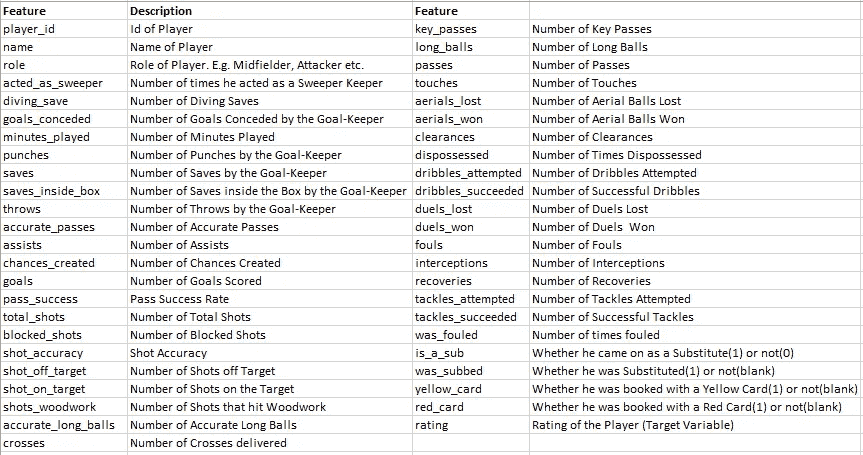 Feature Description Feature
player_id Id of Player key_passes Number of Key Passes
name Name of Player long_balls Number of Long Balls
role Role of Player. E.g. Midfielder, Attacker etc. passes Number of Passes
acted_as_sweeper Number of times he acted as a Sweeper Keeper touches Number of Touches
diving_save Number of Diving Saves aerials_lost Number of Aerial Balls Lost
goals_conceded Number of Goals Conceded by the Goal-Keeper aerials_won Number of Aerial Balls Won
minutes_played Number of Minutes Played clearances Number of Clearances
punches Number of Punches by the Goal-Keeper dispossessed Number of Times Dispossessed
saves Number of Saves by the Goal-Keeper dribbles_attempted Number of Dribbles Attempted
saves_inside_box Number of Saves inside the Box by the Goal-Keeper dribbles_succeeded Number of Successful Dribbles
throws Number of Throws by the Goal-Keeper duels_lost Number of Duels Lost
accurate_passes Number of Accurate Passes duels_won Number of Duels  Won
assists Number of Assists fouls Number of Fouls
chances_created Number of Chances Created interceptions Number of Interceptions
goals Number of Goals Scored recoveries Number of Recoveries
pass_success Pass Success Rate tackles_attempted Number of Tackles Attempted
total_shots Number of Total Shots tackles_succeeded Number of Successful Tackles
blocked_shots Number of Blocked Shots was_fouled Number of times fouled
shot_accuracy Shot Accuracy is_a_sub Whether he came on as a Substitute(1) or not(0)
shot_off_target Number of Shots off Target was_subbed Whether he was Substituted(1) or not(blank)
shot_on_target Number of Shots on the Target yellow_card Whether he was booked with a Yellow Card(1) or not(blank)
shots_woodwork Number of Shots that hit Woodwork red_card Whether he was booked with a Red Card(1) or not(blank)
accurate_long_balls Number of Accurate Long Balls rating Rating of the Player (Target Variable)
crosses Number of Crosses delivered